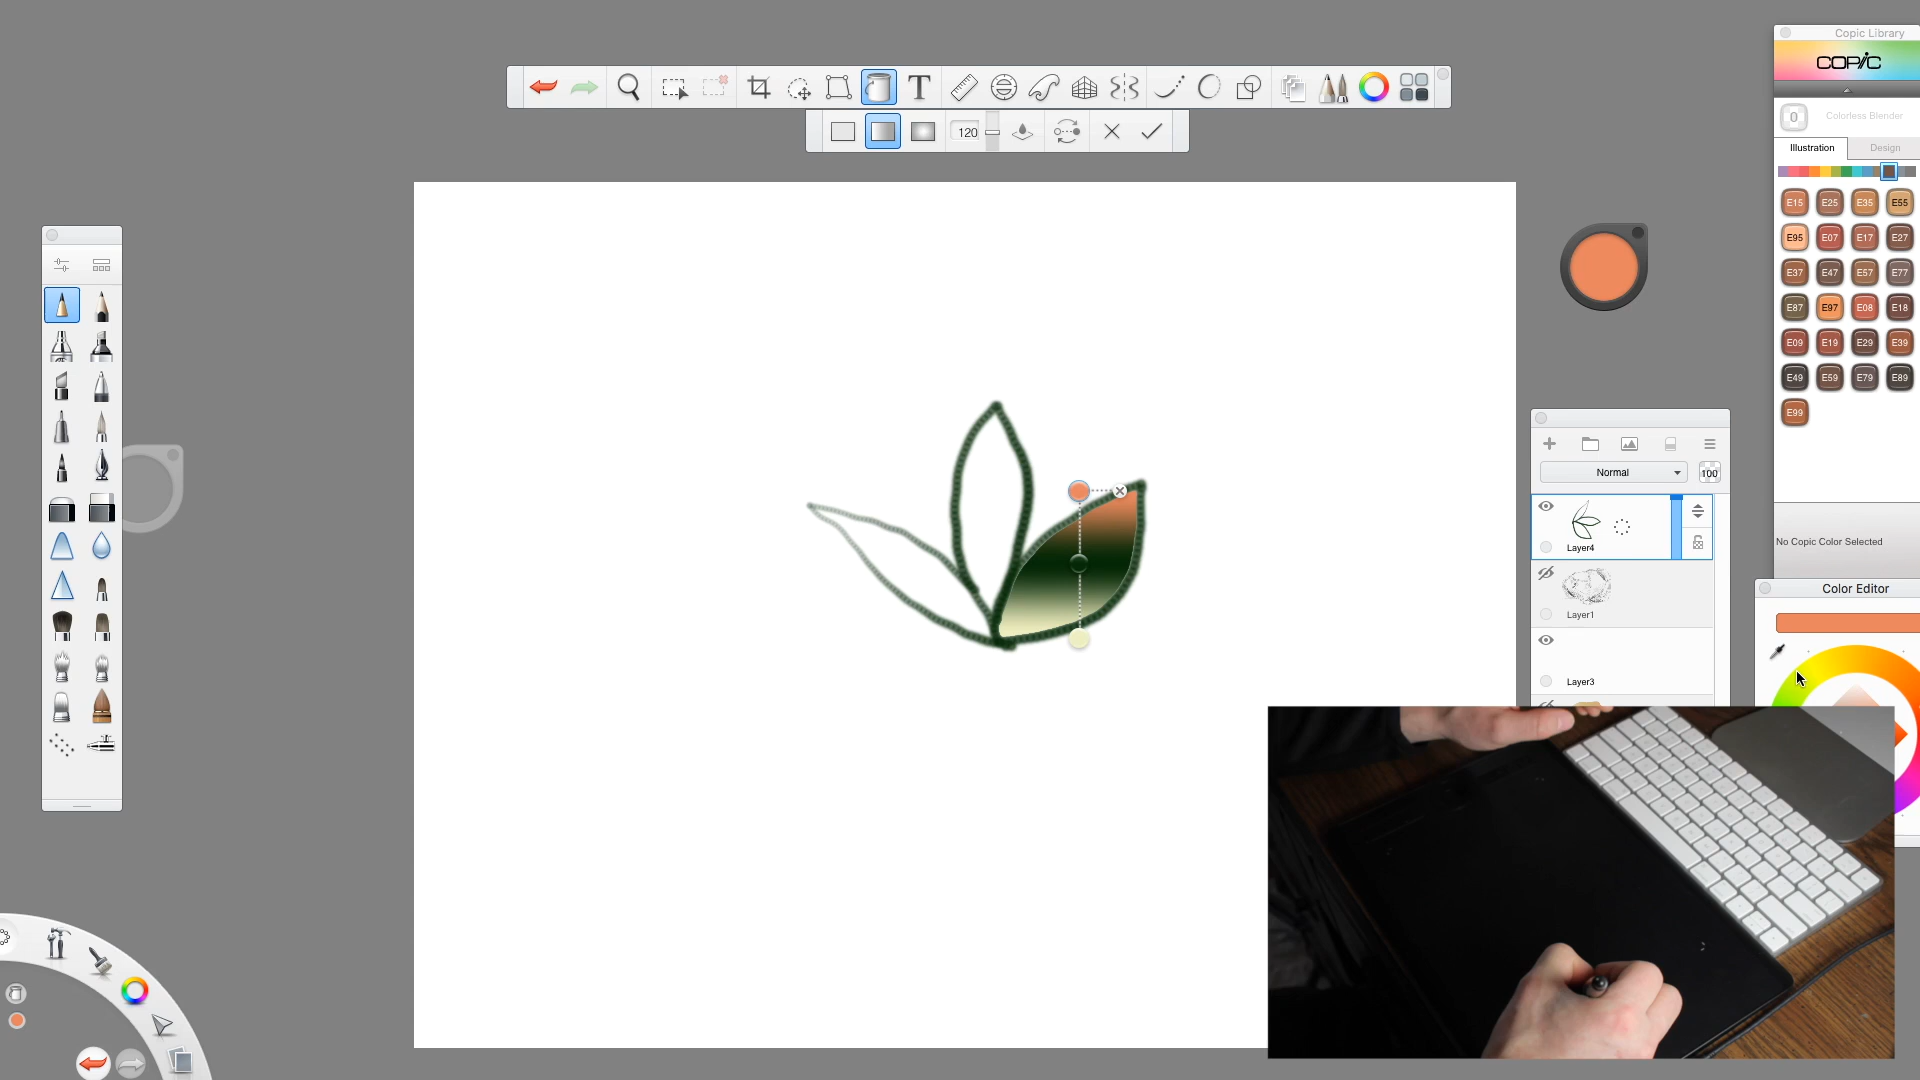 Copic Library
COPIC
T
120
0 Colorless Blender
Illustration Design
E15 E25 E35 E55
E95 E07 E17 E27
E37 E47 E57 E77
E87 E97 E08 E18
E09 E19 E29 E39
E49 E59 E79 E89
E99
Normal 100
Layer4
No Copic Color Selected
Color Editor
Layer1
Layer3